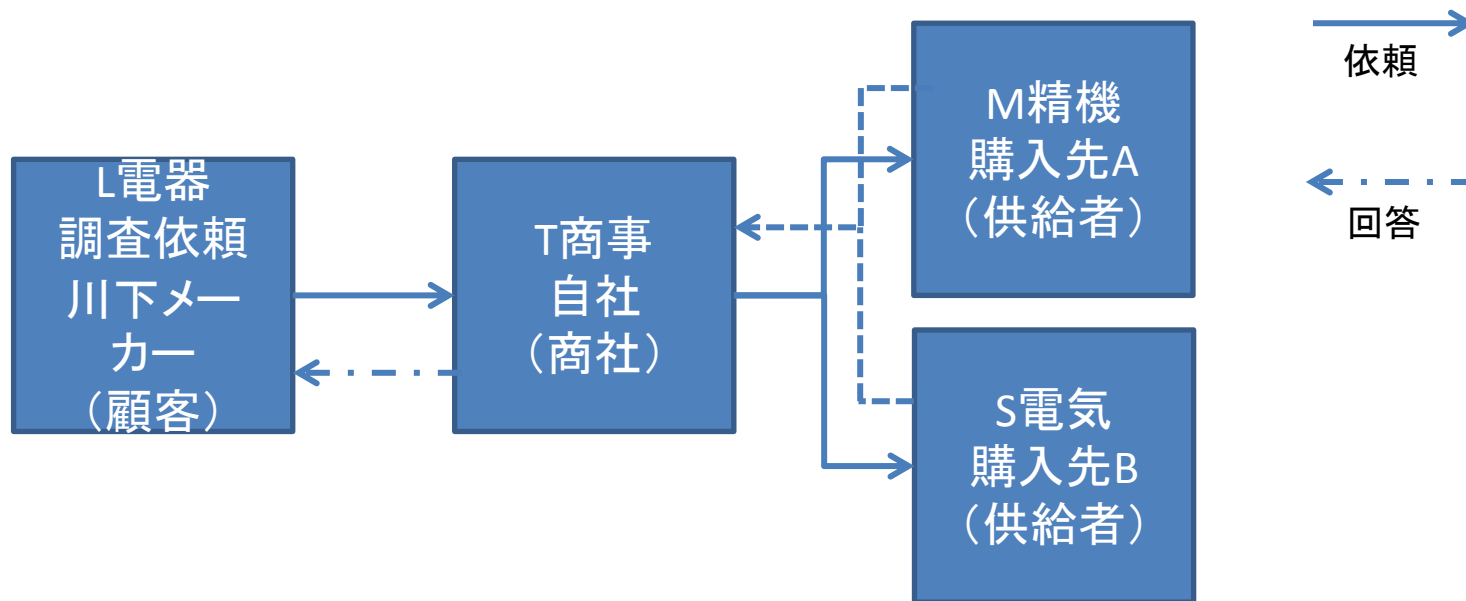 L電器
調査依頼
川下メー
カー
（顧客）
T商事
自社
（商社）
M精機
購入先A
（供給者）
S電気
購入先B
（供給者）
依頼
回答